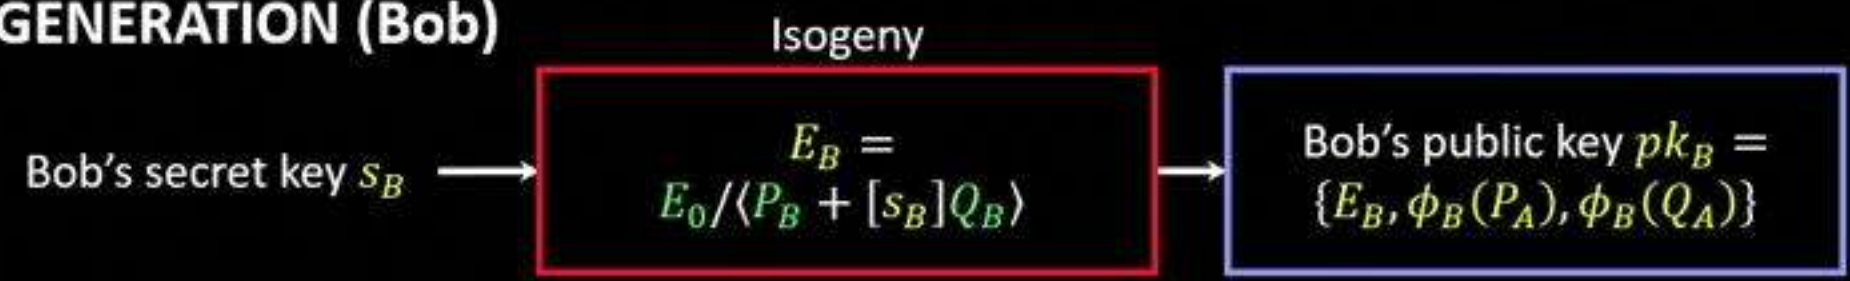 GENERATION (Bob)
Isogeny
Bob's secret key s_B
E_B =
E_0/⟨P_B + [s_B]Q_B⟩
Bob's public key pk_B =
{E_B, ϕ_B(P_A), ϕ_B(Q_A)}